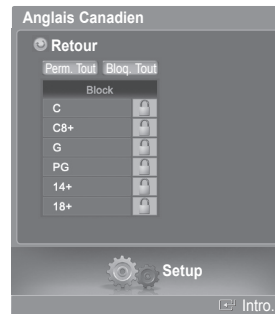 Anglais Canadien
Retour
Perm. Tout Bloq. Tout
Block
C
C8+
G
PG
14+
18+
Setup
Intro.